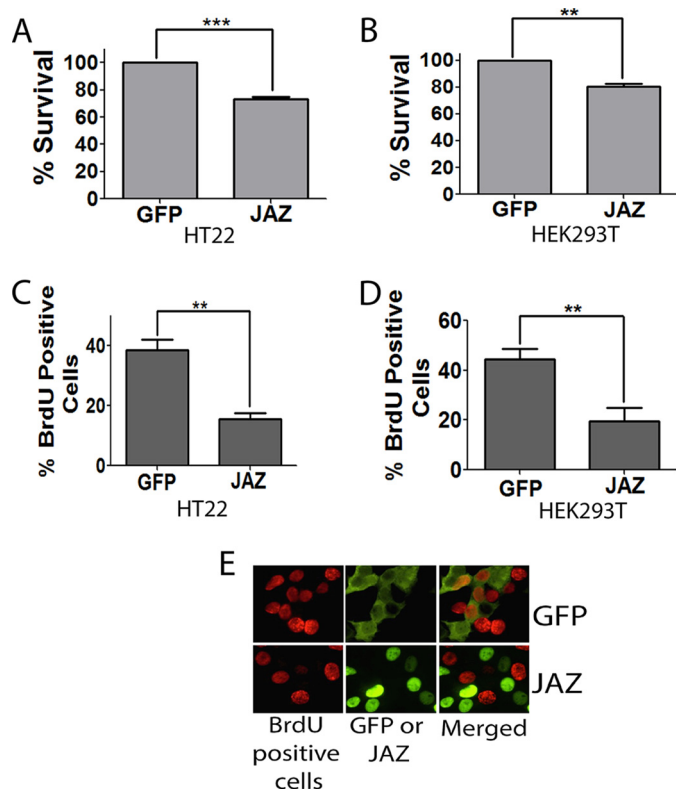 A
***
% Survival
100
80
60
40
20
0
GFP JAZ
HT22
B
**
% Survival
100
80
60
40
20
0
GFP JAZ
HEK293T
C
**
% BrdU Positive
Cells
40
20
0
GFP JAZ
HT22
D
**
% BrdU Positive
Cells
60
40
20
0
GFP JAZ
HEK293T
E
GFP
JAZ
BrdU
positive
cells
GFP or
JAZ
Merged